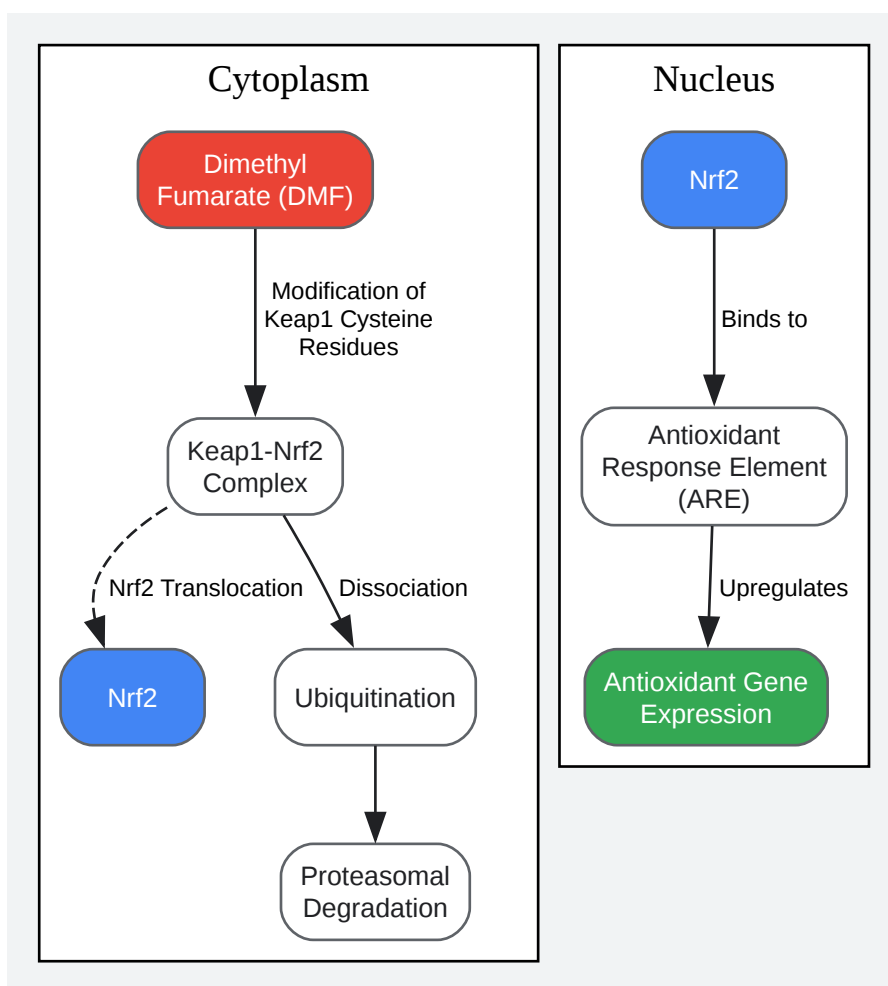 Cytoplasm
Dimethyl
Fumarate (DMF)
Modification of
Keap1 Cysteine
Residues
Keap1-Nrf2
Complex
Nrf2 Translocation
Dissociation
Nrf2
Ubiquitination
Proteasomal
Degradation
Nucleus
Nrf2
Binds to
Antioxidant
Response Element
(ARE)
Upregulates
Antioxidant Gene
Expression